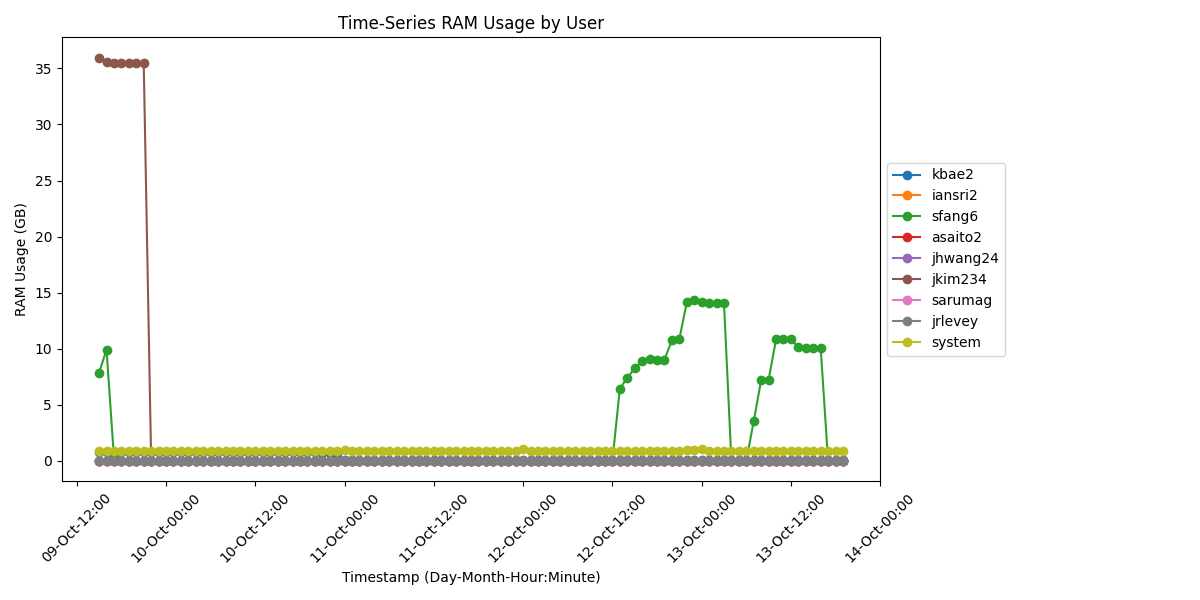 Time-Series RAM Usage by User
RAM Usage (GB)
35
30
25
20
15
10
5
0
09-Oct-12:00
10-Oct-00:00
10-Oct-12:00
11-Oct-00:00
11-Oct-12:00
12-Oct-00:00
12-Oct-12:00
13-Oct-00:00
13-Oct-12:00
14-Oct-00:00
Timestamp (Day-Month-Hour:Minute)
kbae2
iansri2
sfang6
asaito2
jhwang24
jkim234
sarumag
jrlevey
system